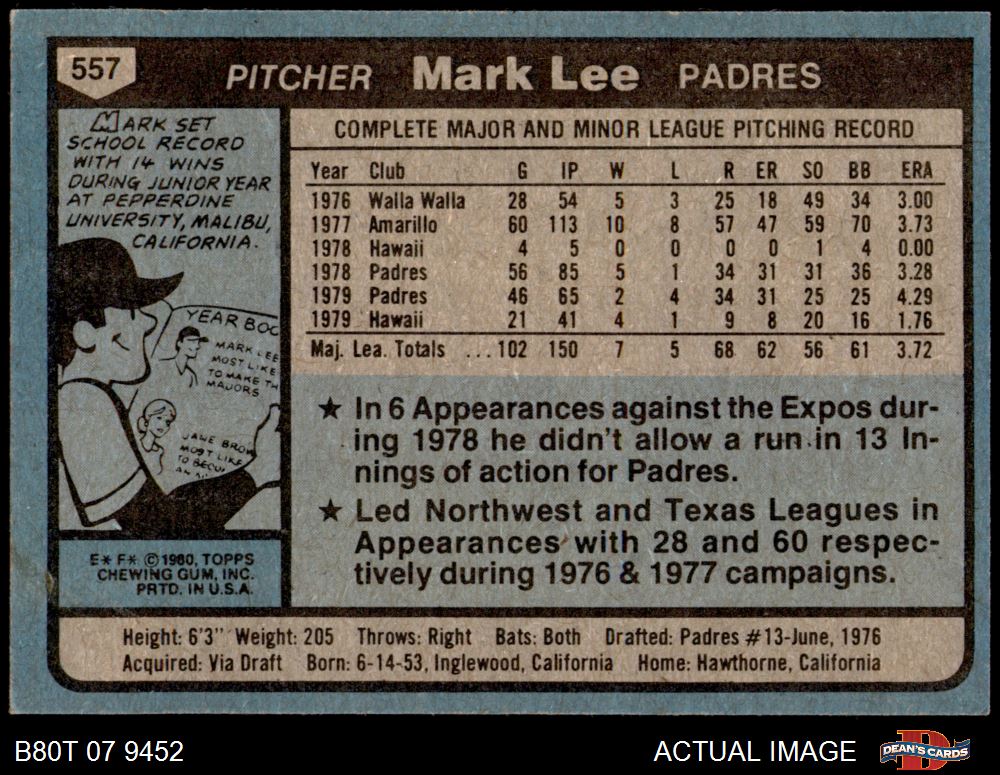 557 PITCHER Mark Lee PADRES
MARK SET
SCHOOL RECORD
WITH 14 WINS
DURING JUNIOR YEAR
AT PEPPERDINE
UNIVERSITY, MALIBU,
CALIFORNIA.
YEAR BOO
MARK LEE
MOST LIKE
TO MAKE TH
MAJORS
JANE BROW
MOST LIKE
TO BECO
AN
E* F* © 1980, TOPPS
CHEWING GUM, INC.
PRTD. IN U.S.A.
COMPLETE MAJOR AND MINOR LEAGUE PITCHING RECORD
Year Club G IP W L R ER SO BB ERA
1976 Walla Walla 28 54 5 3 25 18 49 34 3.00
1977 Amarillo 60 113 10 8 57 47 59 70 3.73
1978 Hawaii 4 5 0 0 0 0 1 4 0.00
1978 Padres 56 85 5 1 34 31 31 36 3.28
1979 Padres 46 65 2 4 34 31 25 25 4.29
1979 Hawaii 21 41 4 1 9 8 20 16 1.76
Maj. Lea. Totals ... 102 150 7 5 68 62 56 61 3.72
★ In 6 Appearances against the Expos dur-
ing 1978 he didn't allow a run in 13 In-
nings of action for Padres.
★ Led Northwest and Texas Leagues in
Appearances with 28 and 60 respec-
tively during 1976 & 1977 campaigns.
Height: 6'3" Weight: 205 Throws: Right Bats: Both Drafted: Padres #13-June, 1976
Acquired: Via Draft Born: 6-14-53, Inglewood, California Home: Hawthorne, California
B80T 07 9452 ACTUAL IMAGE DEAN'S CARDS